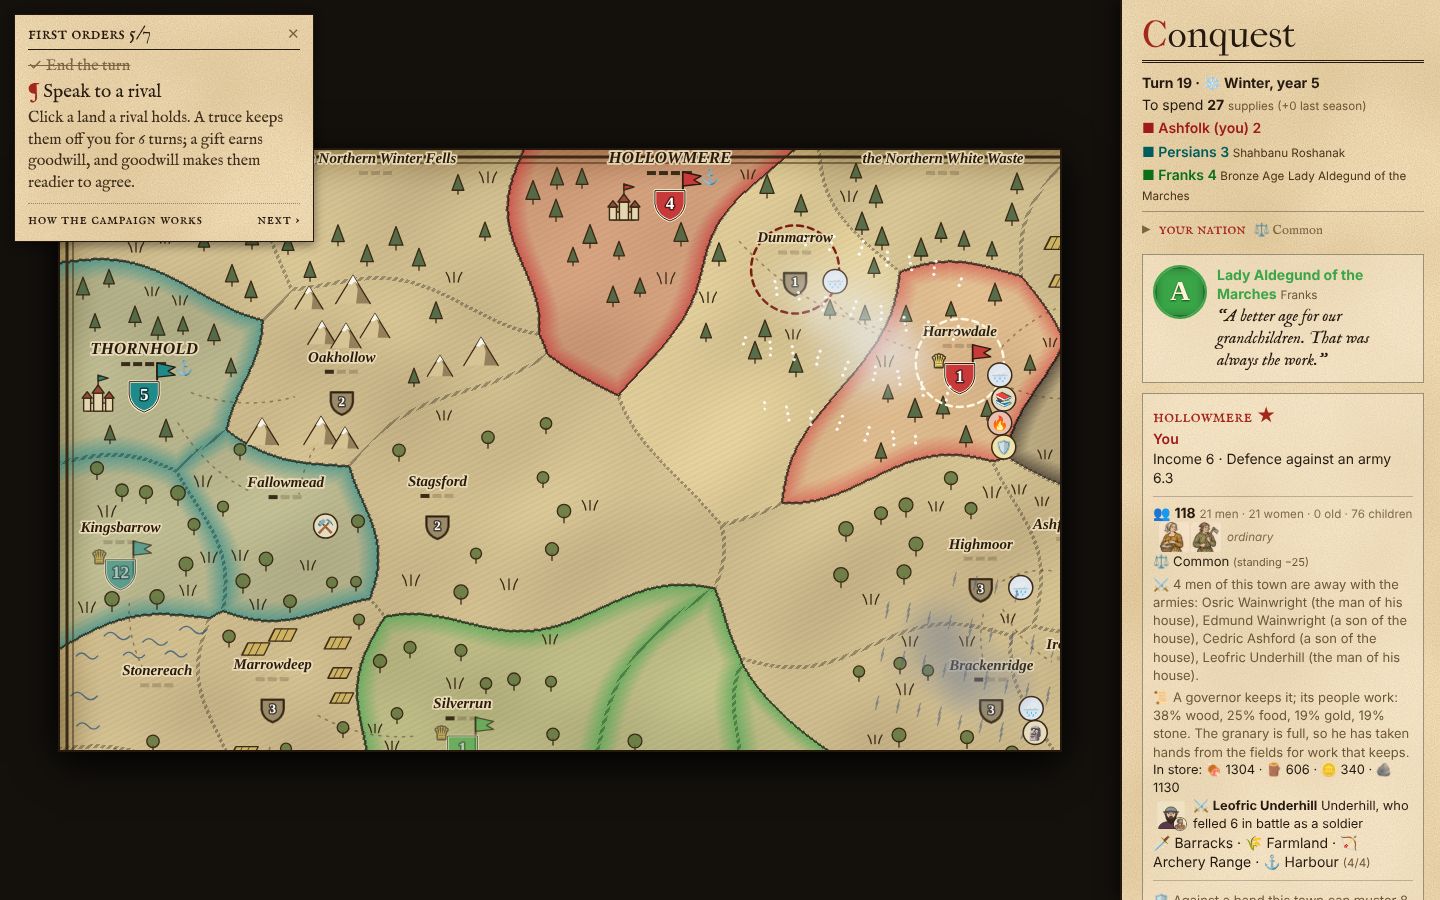 FIRST ORDERS 5/7 ×
✓ End the turn
¶ Speak to a rival
Click a land a rival holds. A truce keeps
them off you for 6 turns; a gift earns
goodwill, and goodwill makes them
readier to agree.
HOW THE CAMPAIGN WORKS NEXT ›
Northern Winter Fells
HOLLOWMERE
the Northern White Waste
4
Dunmarrow
1
Harrowdale
1
THORNHOLD
5
Oakhollow
2
Fallowmead
Stagsford
2
Kingsbarrow
12
Highmoor
3
Stonereach
Marrowdeep
3
Brackenridge
3
Silverrun
1
Conquest
Turn 19 · ❄️ Winter, year 5
To spend 27 supplies (+0 last season)
■ Ashfolk (you) 2
■ Persians 3 Shahbanu Roshanak
■ Franks 4 Bronze Age Lady Aldegund of the
Marches
▶ YOUR NATION ⚖️ Common
A
Lady Aldegund of the
Marches Franks
“A better age for our
grandchildren. That was
always the work.”
HOLLOWMERE ★
You
Income 6 · Defence against an army
6.3
👥 118 21 men · 21 women · 0 old · 76 children
ordinary
⚖️ Common (standing −25)
⚔️ 4 men of this town are away with the
armies: Osric Wainwright (the man of his
house), Edmund Wainwright (a son of the
house), Cedric Ashford (a son of the
house), Leofric Underhill (the man of his
house).
📜 A governor keeps it; its people work:
38% wood, 25% food, 19% gold, 19%
stone. The granary is full, so he has taken
hands from the fields for work that keeps.
In store: 🍖 1304 · 🪵 606 · 🪙 340 · 🪨
1130
⚔️ Leofric Underhill Underhill, who
felled 6 in battle as a soldier
🗡️ Barracks · 🌾 Farmland · 🏹
Archery Range · ⚓ Harbour (4/4)